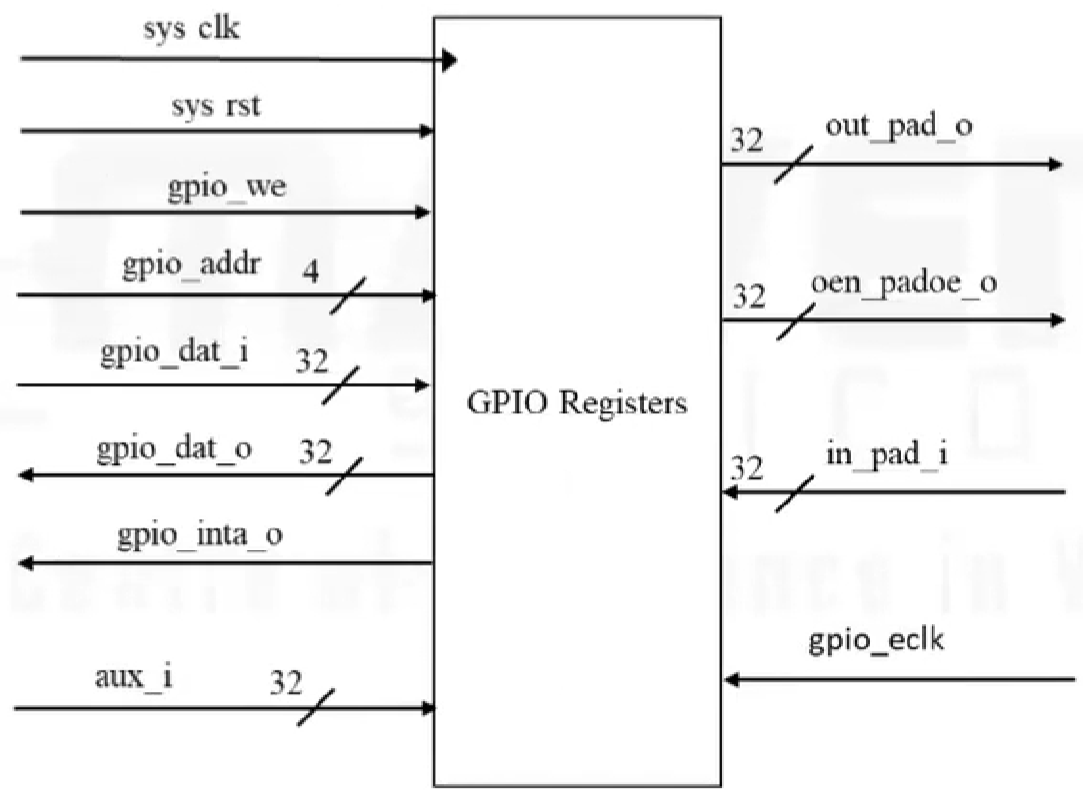 sys clk
sys rst
gpio_we
gpio_addr 4
gpio_dat_i 32
gpio_dat_o 32
gpio_inta_o
aux_i 32
GPIO Registers
32 out_pad_o
32 oen_padoe_o
32 in_pad_i
gpio_eclk